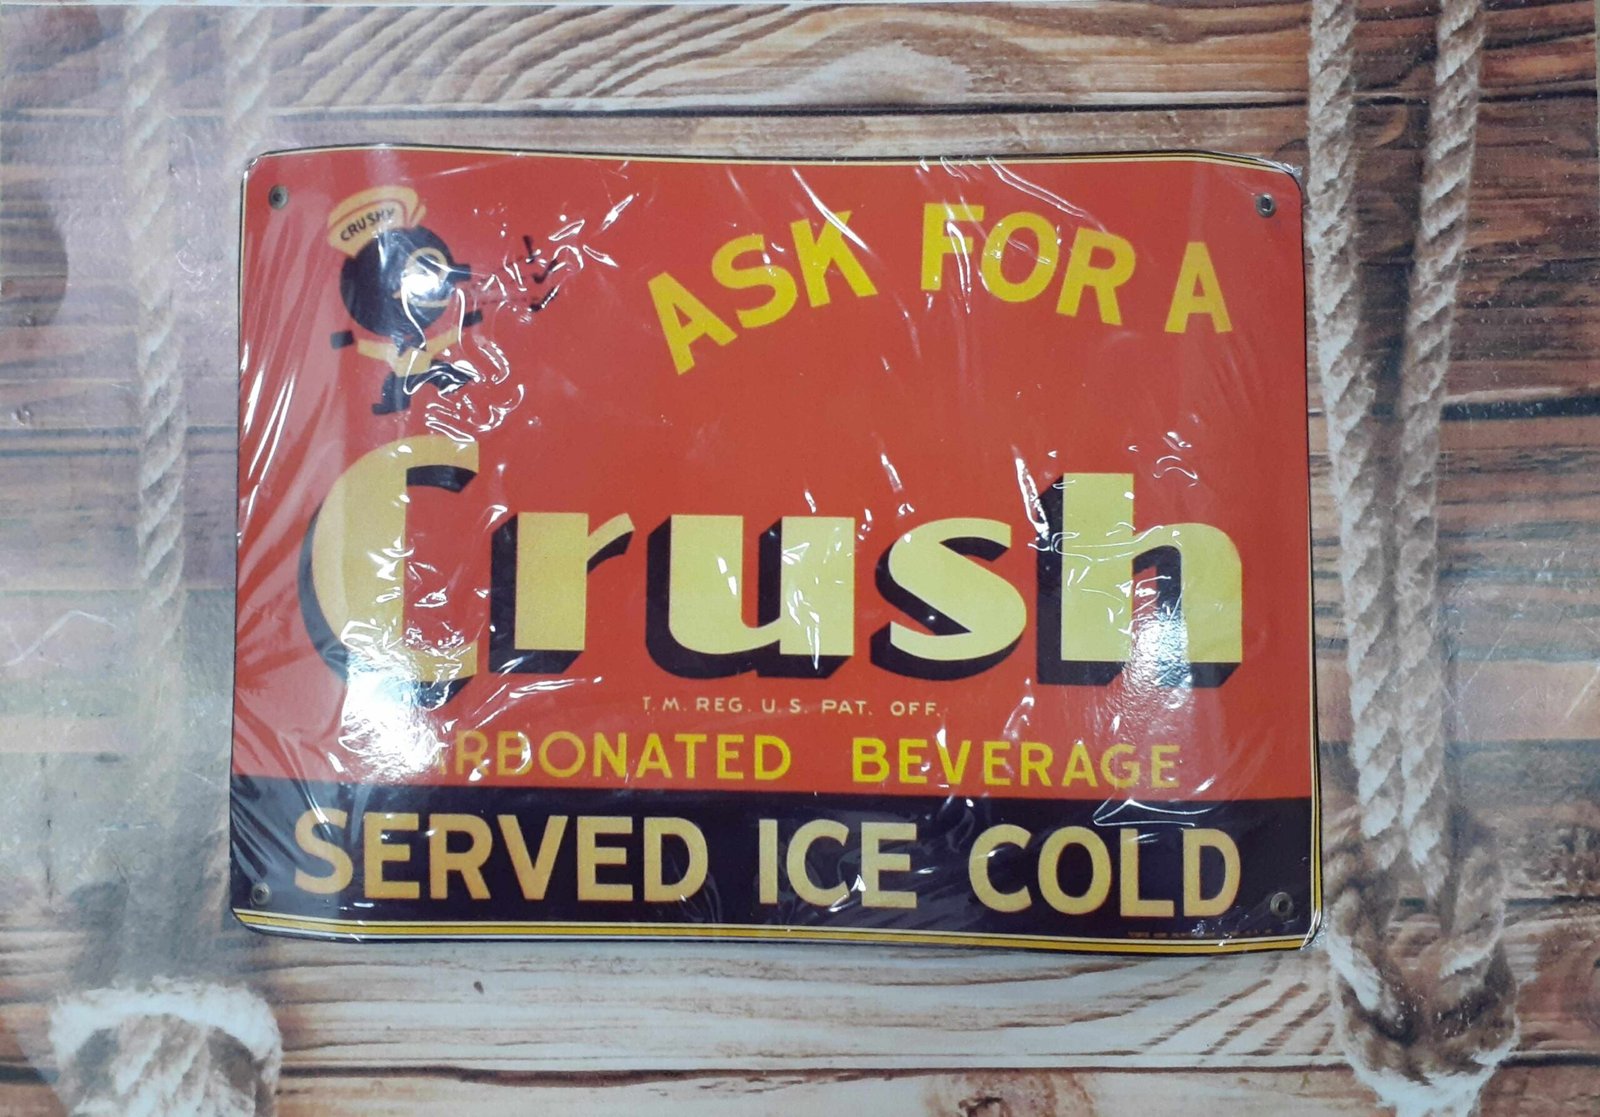 CRUSHY
ASK FOR A
Crush
T.M. REG. U.S. PAT. OFF.
CARBONATED BEVERAGE
SERVED ICE COLD